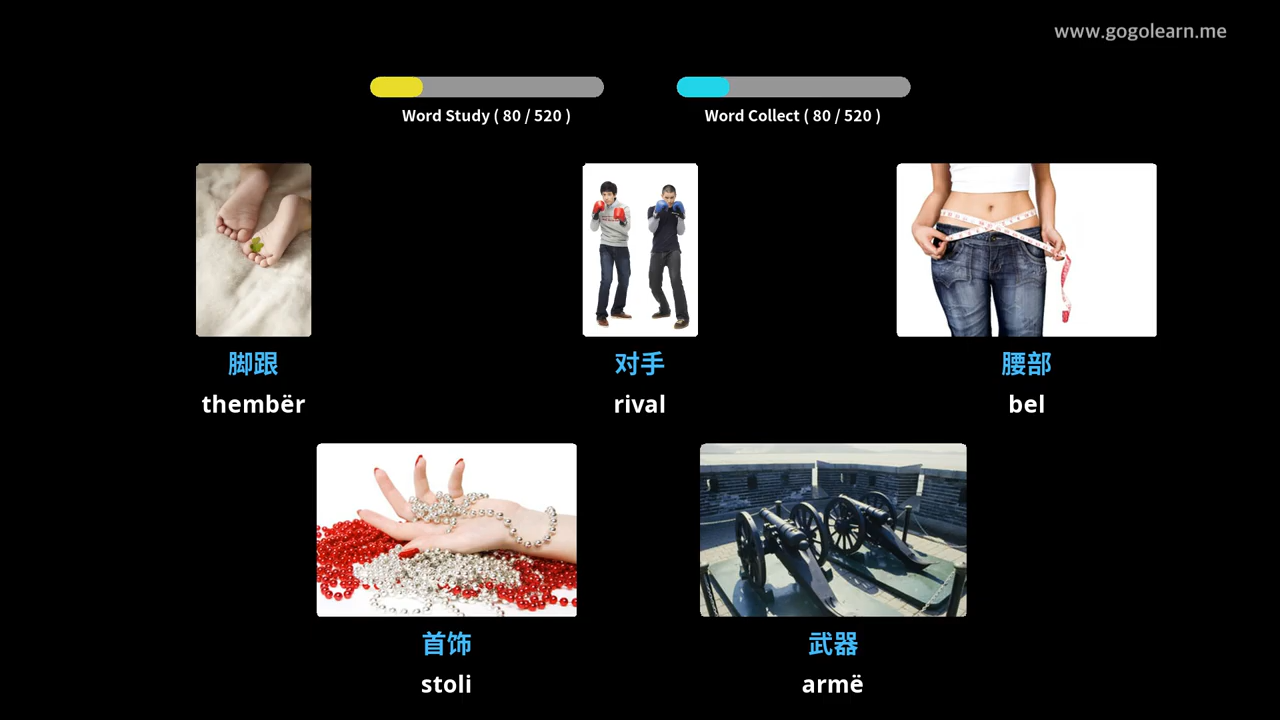 www.gogolearn.me
Word Study ( 80 / 520 )
Word Collect ( 80 / 520 )
脚跟
thembër
对手
rival
腰部
bel
首饰
stoli
武器
armë